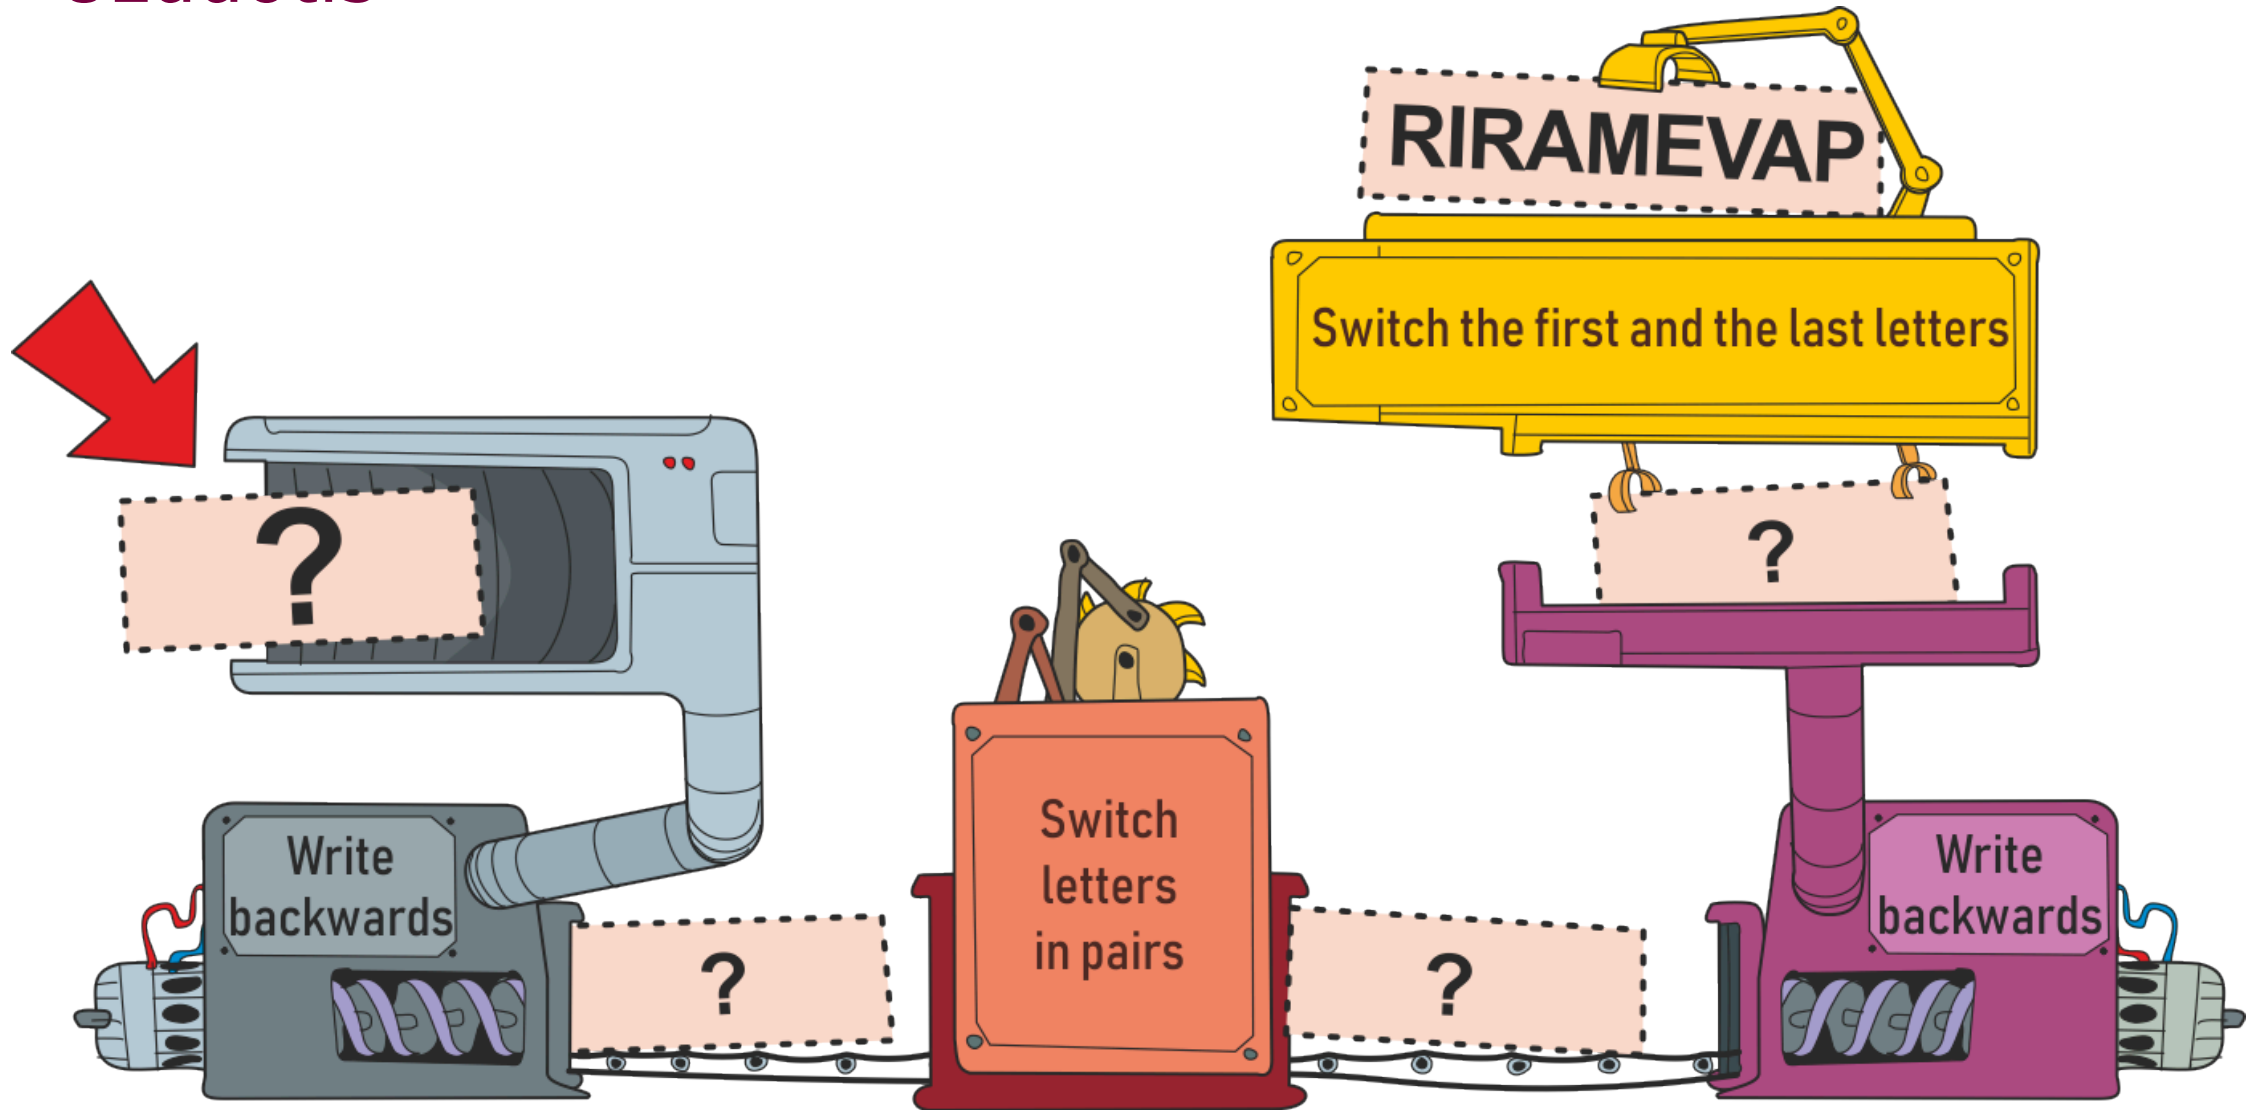 RIRAMEVAP
Switch the first and the last letters
?
?
Switch
letters
in pairs
Write
backwards
Write
backwards
?
?